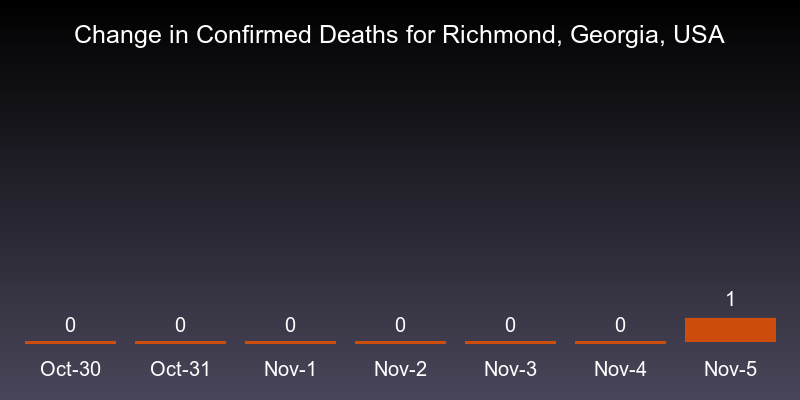 Change in Confirmed Deaths for Richmond, Georgia, USA
0 0 0 0 0 0 1
Oct-30 Oct-31 Nov-1 Nov-2 Nov-3 Nov-4 Nov-5